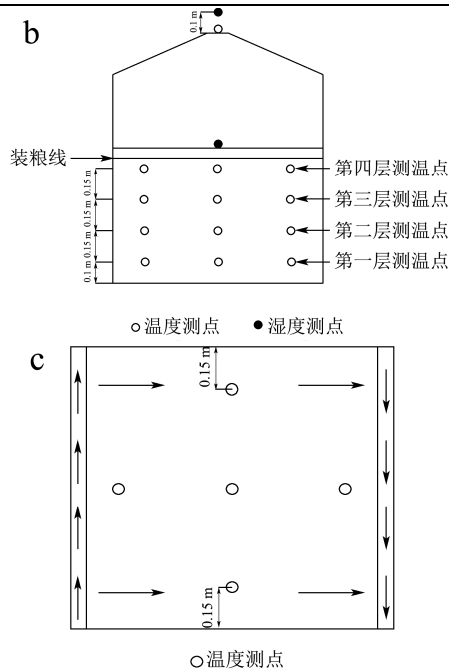 b
0.1 m
装粮线
第四层测温点
0.15 m
第三层测温点
0.15 m
第二层测温点
0.15 m
第一层测温点
0.1 m
温度测点 湿度测点
c
0.15 m
0.15 m
温度测点